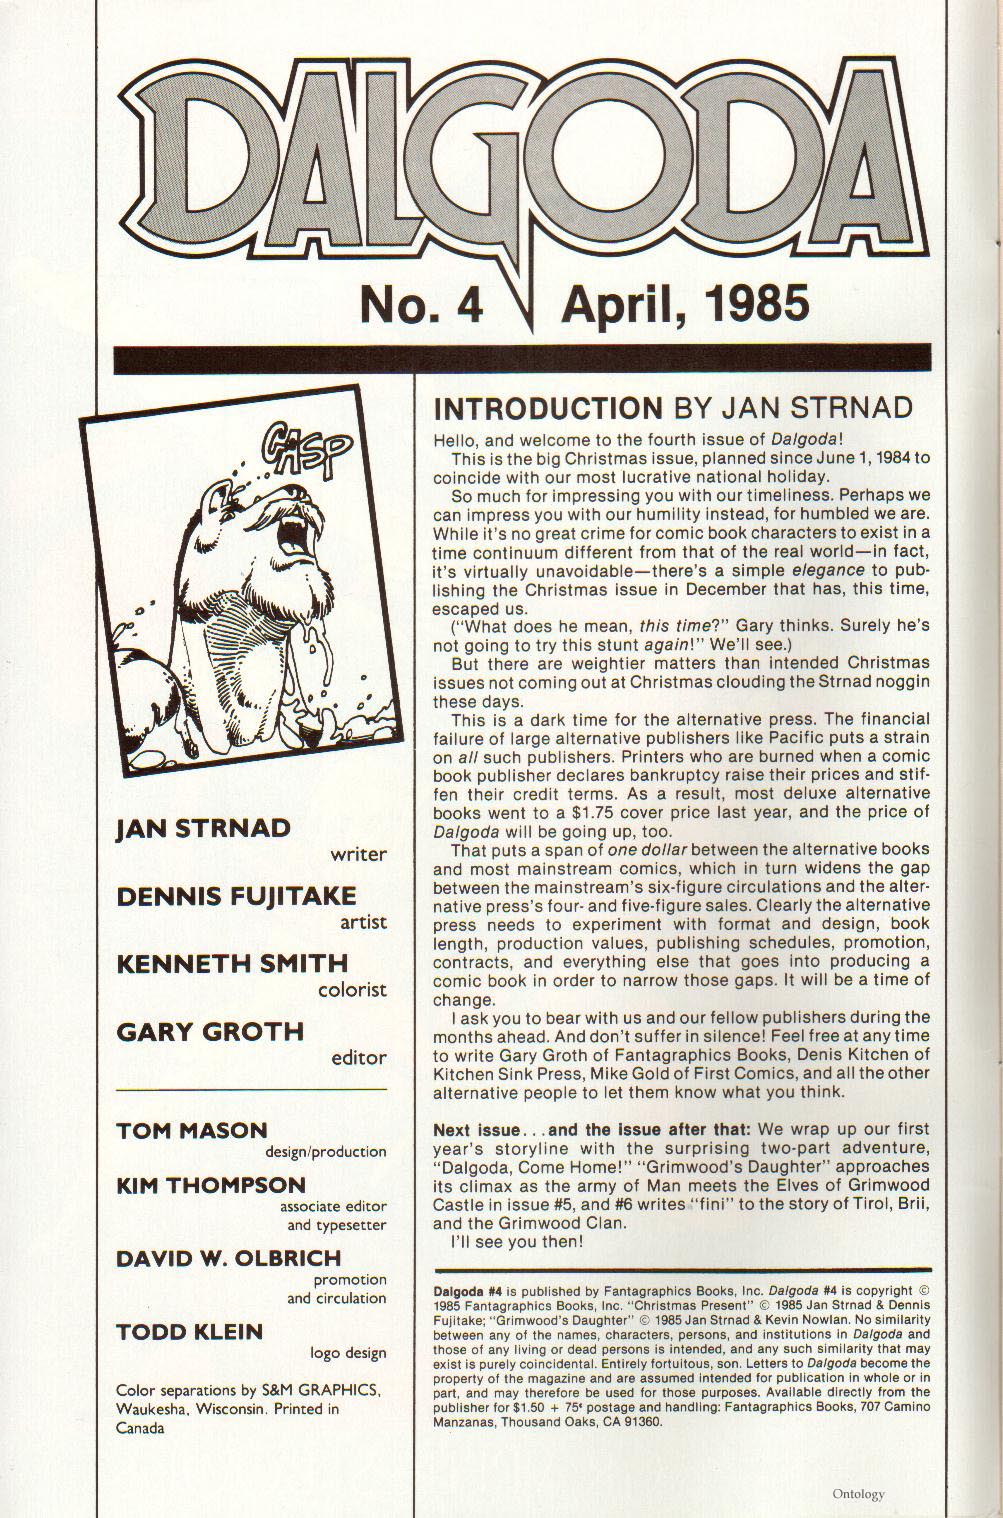 DALGODA
No. 4 April, 1985
GASP
JAN STRNAD
writer
DENNIS FUJITAKE
artist
KENNETH SMITH
colorist
GARY GROTH
editor
TOM MASON
design/production
KIM THOMPSON
associate editor
and typesetter
DAVID W. OLBRICH
promotion
and circulation
TODD KLEIN
logo design
Color separations by S&M GRAPHICS,
Waukesha, Wisconsin. Printed in
Canada
INTRODUCTION BY JAN STRNAD
Hello, and welcome to the fourth issue of Dalgoda!
This is the big Christmas issue, planned since June 1, 1984 to
coincide with our most lucrative national holiday.
So much for impressing you with our timeliness. Perhaps we
can impress you with our humility instead, for humbled we are.
While it's no great crime for comic book characters to exist in a
time continuum different from that of the real world—in fact,
it's virtually unavoidable—there's a simple elegance to pub-
lishing the Christmas issue in December that has, this time,
escaped us.
("What does he mean, this time?" Gary thinks. Surely he's
not going to try this stunt again!" We'll see.)
But there are weightier matters than intended Christmas
issues not coming out at Christmas clouding the Strnad noggin
these days.
This is a dark time for the alternative press. The financial
failure of large alternative publishers like Pacific puts a strain
on all such publishers. Printers who are burned when a comic
book publisher declares bankruptcy raise their prices and stif-
fen their credit terms. As a result, most deluxe alternative
books went to a $1.75 cover price last year, and the price of
Dalgoda will be going up, too.
That puts a span of one dollar between the alternative books
and most mainstream comics, which in turn widens the gap
between the mainstream's six-figure circulations and the alter-
native press's four- and five-figure sales. Clearly the alternative
press needs to experiment with format and design, book
length, production values, publishing schedules, promotion,
contracts, and everything else that goes into producing a
comic book in order to narrow those gaps. It will be a time of
change.
I ask you to bear with us and our fellow publishers during the
months ahead. And don't suffer in silence! Feel free at any time
to write Gary Groth of Fantagraphics Books, Denis Kitchen of
Kitchen Sink Press, Mike Gold of First Comics, and all the other
alternative people to let them know what you think.
Next issue...and the issue after that: We wrap up our first
year's storyline with the surprising two-part adventure,
"Dalgoda, Come Home!" "Grimwood's Daughter" approaches
its climax as the army of Man meets the Elves of Grimwood
Castle in issue #5, and #6 writes "fini" to the story of Tirol, Brii,
and the Grimwood Clan.
I'll see you then!
Dalgoda #4 is published by Fantagraphics Books, Inc. Dalgoda #4 is copyright ©
1985 Fantagraphics Books, Inc. "Christmas Present" © 1985 Jan Strnad & Dennis
Fujitake; "Grimwood's Daughter" © 1985 Jan Strnad & Kevin Nowlan. No similarity
between any of the names, characters, persons, and institutions in Dalgoda and
those of any living or dead persons is intended, and any such similarity that may
exist is purely coincidental. Entirely fortuitous, son. Letters to Dalgoda become the
property of the magazine and are assumed intended for publication in whole or in
part, and may therefore be used for those purposes. Available directly from the
publisher for $1.50 + 75¢ postage and handling: Fantagraphics Books, 707 Camino
Manzanas, Thousand Oaks, CA 91360.
Ontology